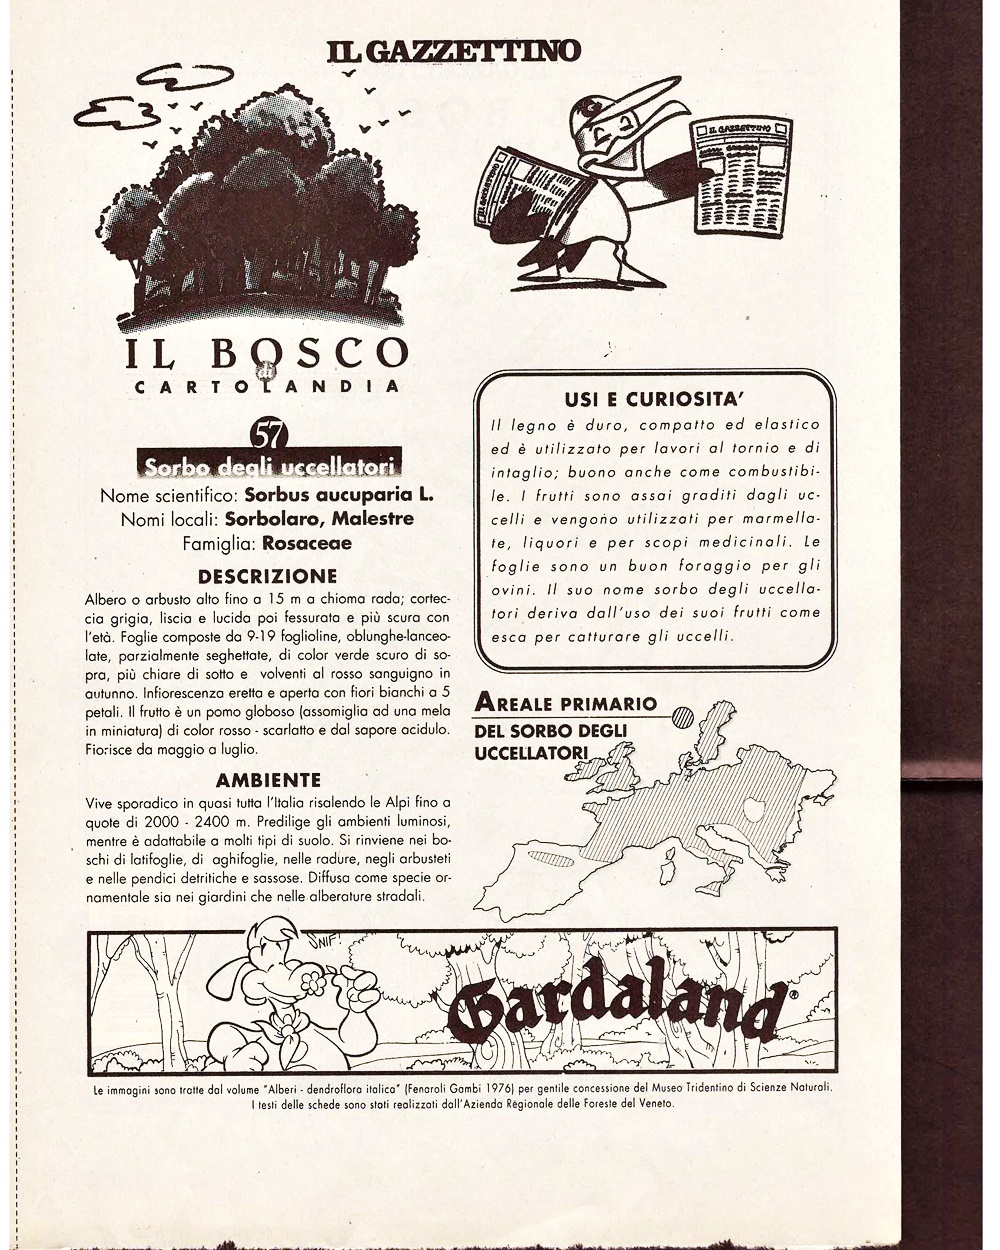 IL GAZZETTINO
IL GAZZETTINO
IL GAZZETTINO
IL BOSCO
di
CARTOLANDIA
57
Sorbo degli uccellatori
Nome scientifico: Sorbus aucuparia L.
Nomi locali: Sorbolaro, Malestre
Famiglia: Rosaceae
DESCRIZIONE
Albero o arbusto alto fino a 15 m a chioma rada; cortec-
cia grigia, liscia e lucida poi fessurata e più scura con
l'età. Foglie composte da 9-19 foglioline, oblunghe-lanceo-
late, parzialmente seghettate, di color verde scuro di so-
pra, più chiare di sotto e volventi al rosso sanguigno in
autunno. Infiorescenza eretta e aperta con fiori bianchi a 5
petali. Il frutto è un pomo globoso (assomiglia ad una mela
in miniatura) di color rosso - scarlatto e dal sapore acidulo.
Fiorisce da maggio a luglio.
AMBIENTE
Vive sporadico in quasi tutta l'Italia risalendo le Alpi fino a
quote di 2000 - 2400 m. Predilige gli ambienti luminosi,
mentre è adattabile a molti tipi di suolo. Si rinviene nei bo-
schi di latifoglie, di aghifoglie, nelle radure, negli arbusteti
e nelle pendici detritiche e sassose. Diffusa come specie or-
namentale sia nei giardini che nelle alberature stradali.
USI E CURIOSITA'
Il legno è duro, compatto ed elastico
ed è utilizzato per lavori al tornio e di
intaglio; buono anche come combustibi-
le. I frutti sono assai graditi dagli uc-
celli e vengono utilizzati per marmella-
te, liquori e per scopi medicinali. Le
foglie sono un buon foraggio per gli
ovini. Il suo nome sorbo degli uccella-
tori deriva dall'uso dei suoi frutti come
esca per catturare gli uccelli.
AREALE PRIMARIO
DEL SORBO DEGLI
UCCELLATORI
SNIF!
Gardaland®
Le immagini sono tratte dal volume "Alberi - dendroflora italica" (Fenaroli Gambi 1976) per gentile concessione del Museo Tridentino di Scienze Naturali.
I testi delle schede sono stati realizzati dall'Azienda Regionale delle Foreste del Veneto.